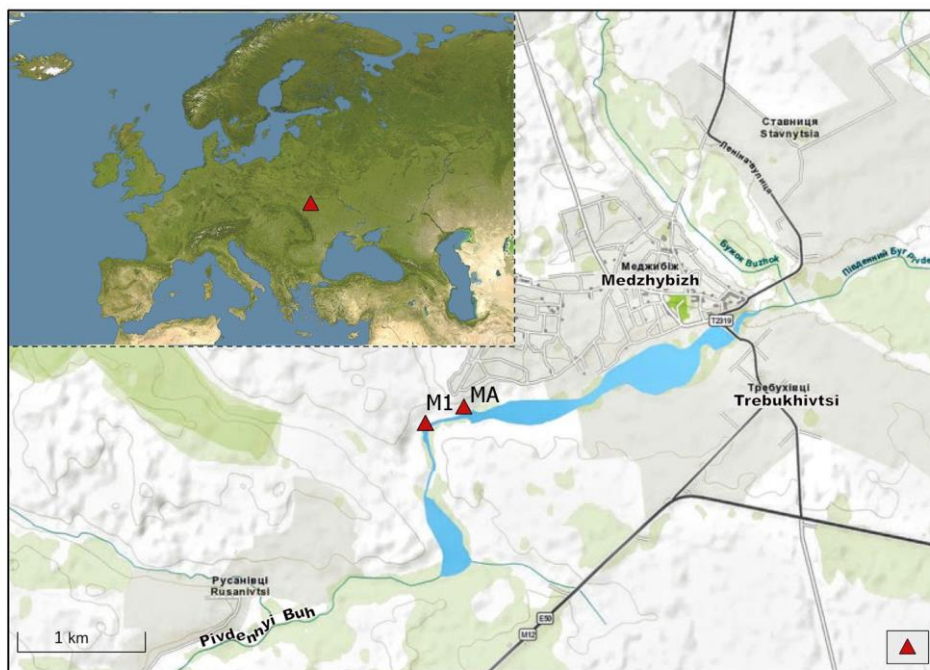 Ставниця
Stavnytsia
Леніна вулиця
Бужок Buzhok
Південний Буг Pivde
Меджибіж
Medzhybizh
T2319
Требухівці
Trebukhivtsi
M1
MA
Русанівці
Rusanivtsi
Pivdennyi Buh
E50
M12
1 km